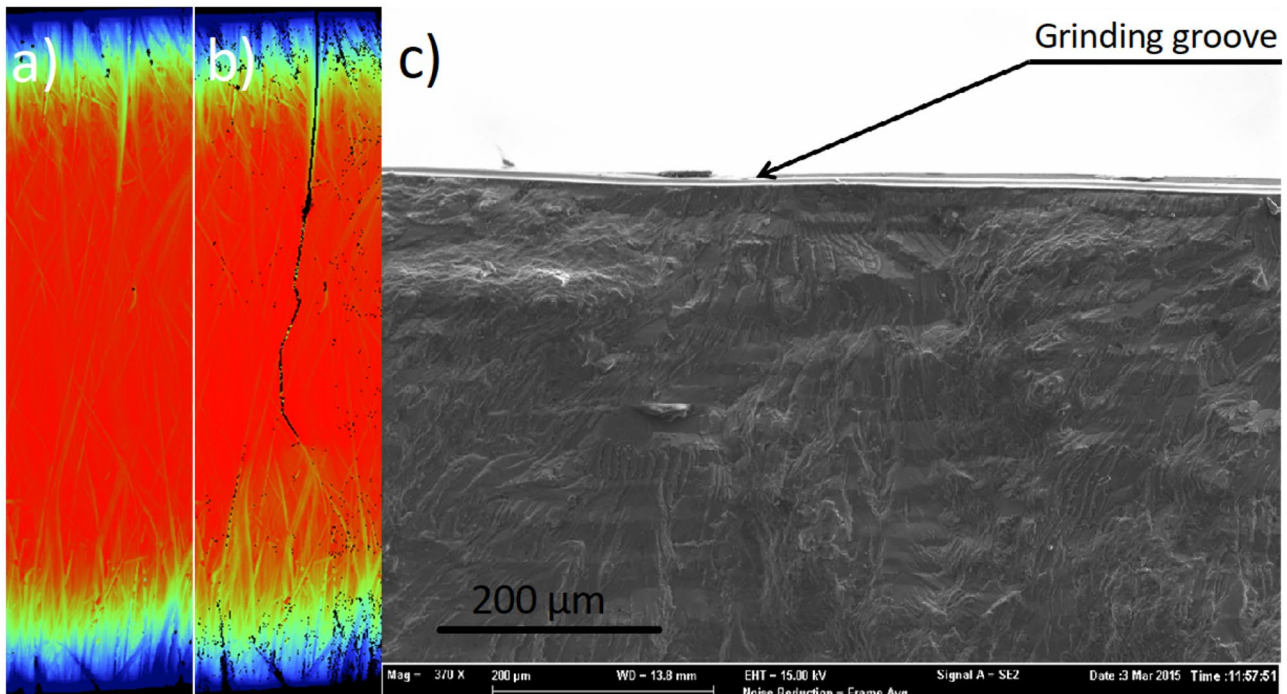 a)
b)
c)
Grinding groove
200 µm
Mag = 370 X 200 µm WD = 13.8 mm EHT = 15.00 kV Signal A = SE2 Date :3 Mar 2015 Time :11:57:51
Noise Reduction = Frame Avg